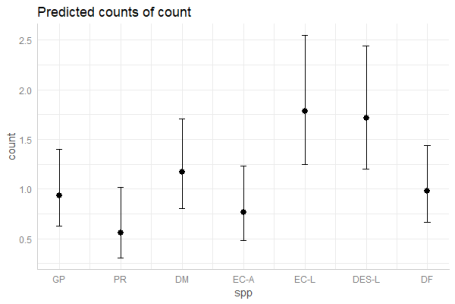 Predicted counts of count
2.5
2.0
1.5
1.0
0.5
count
GP PR DM EC-A EC-L DES-L DF
spp